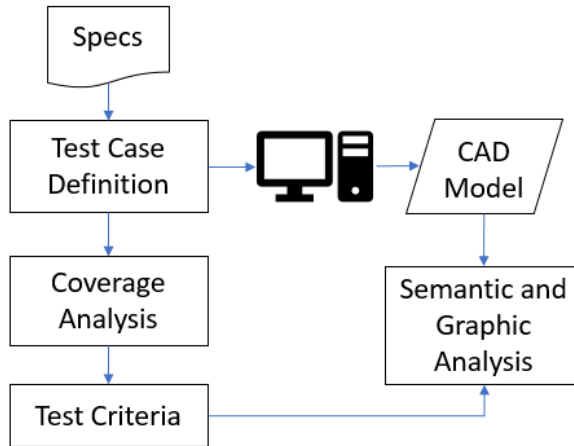 Specs
Test Case
Definition
CAD
Model
Coverage
Analysis
Semantic and
Graphic
Analysis
Test Criteria